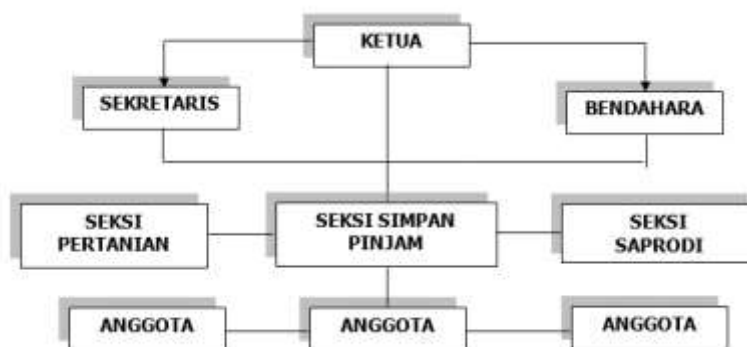 KETUA
SEKRETARIS
BENDAHARA
SEKSI
PERTANIAN
SEKSI SIMPAN
PINJAM
SEKSI
SAPRODI
ANGGOTA
ANGGOTA
ANGGOTA